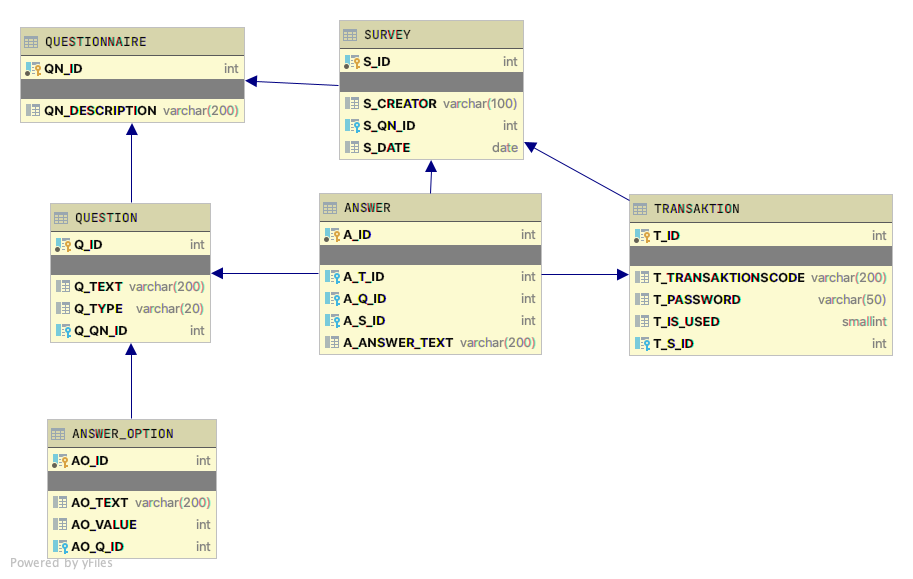 QUESTIONNAIRE
QN_ID int
QN_DESCRIPTION varchar(200)
SURVEY
S_ID int
S_CREATOR varchar(100)
S_QN_ID int
S_DATE date
QUESTION
Q_ID int
Q_TEXT varchar(200)
Q_TYPE varchar(20)
Q_QN_ID int
ANSWER
A_ID int
A_T_ID int
A_Q_ID int
A_S_ID int
A_ANSWER_TEXT varchar(200)
TRANSAKTION
T_ID int
T_TRANSAKTIONSCODE varchar(200)
T_PASSWORD varchar(50)
T_IS_USED smallint
T_S_ID int
ANSWER_OPTION
AO_ID int
AO_TEXT varchar(200)
AO_VALUE int
AO_Q_ID int
Powered by yFiles